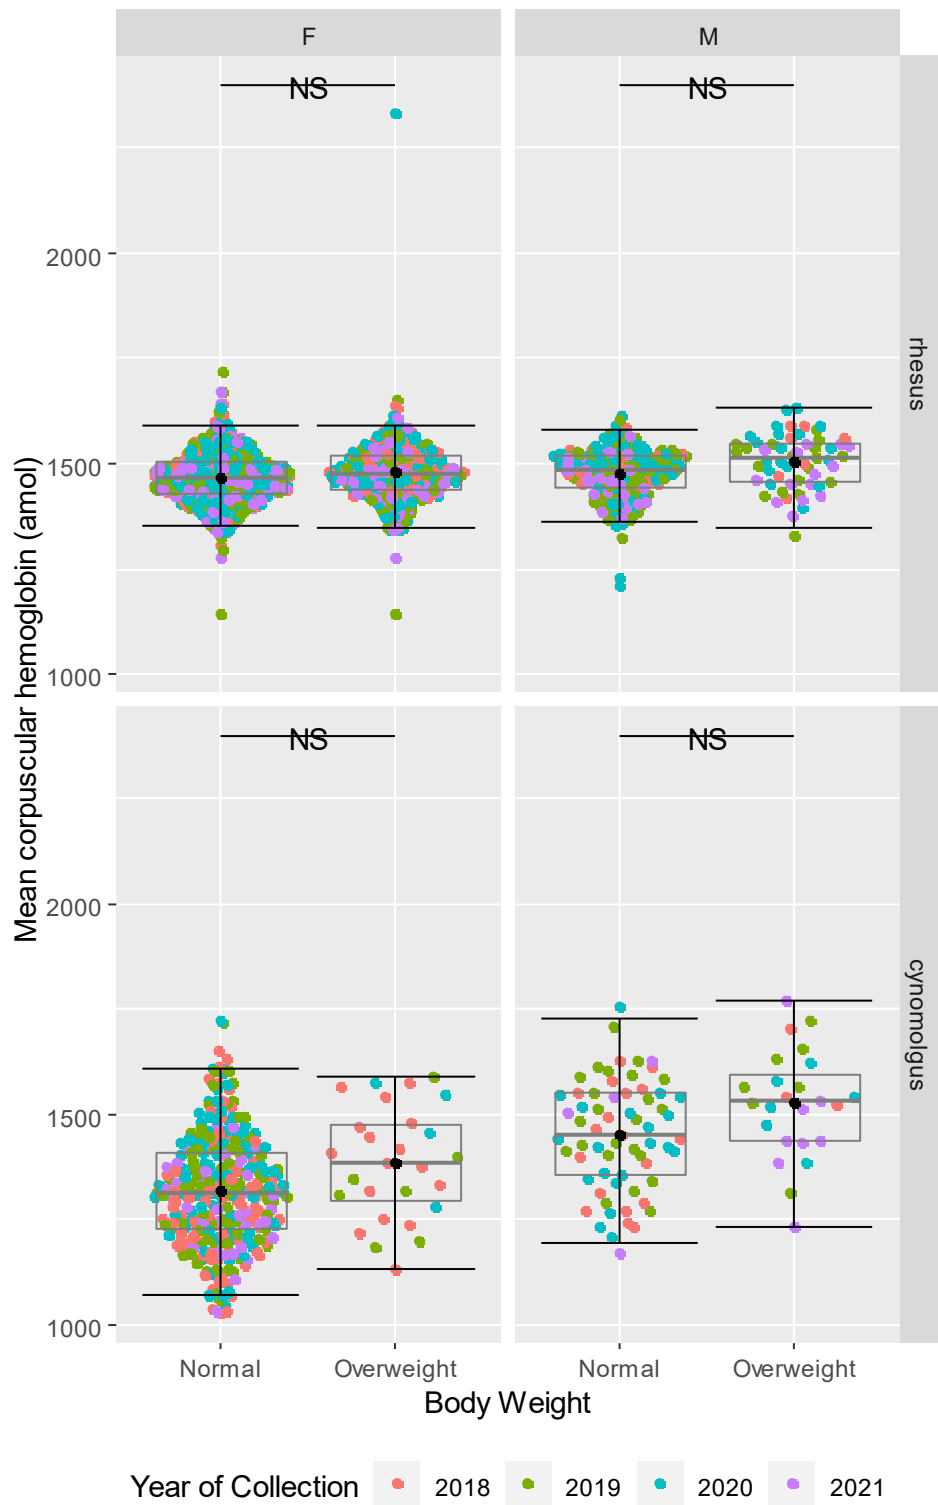 F
M
NS
NS
2000
1500
1000
rhesus
Mean corpuscular hemoglobin (amol)
NS
NS
2000
1500
1000
cynomolgus
Normal
Overweight
Normal
Overweight
Body Weight
Year of Collection 2018 2019 2020 2021